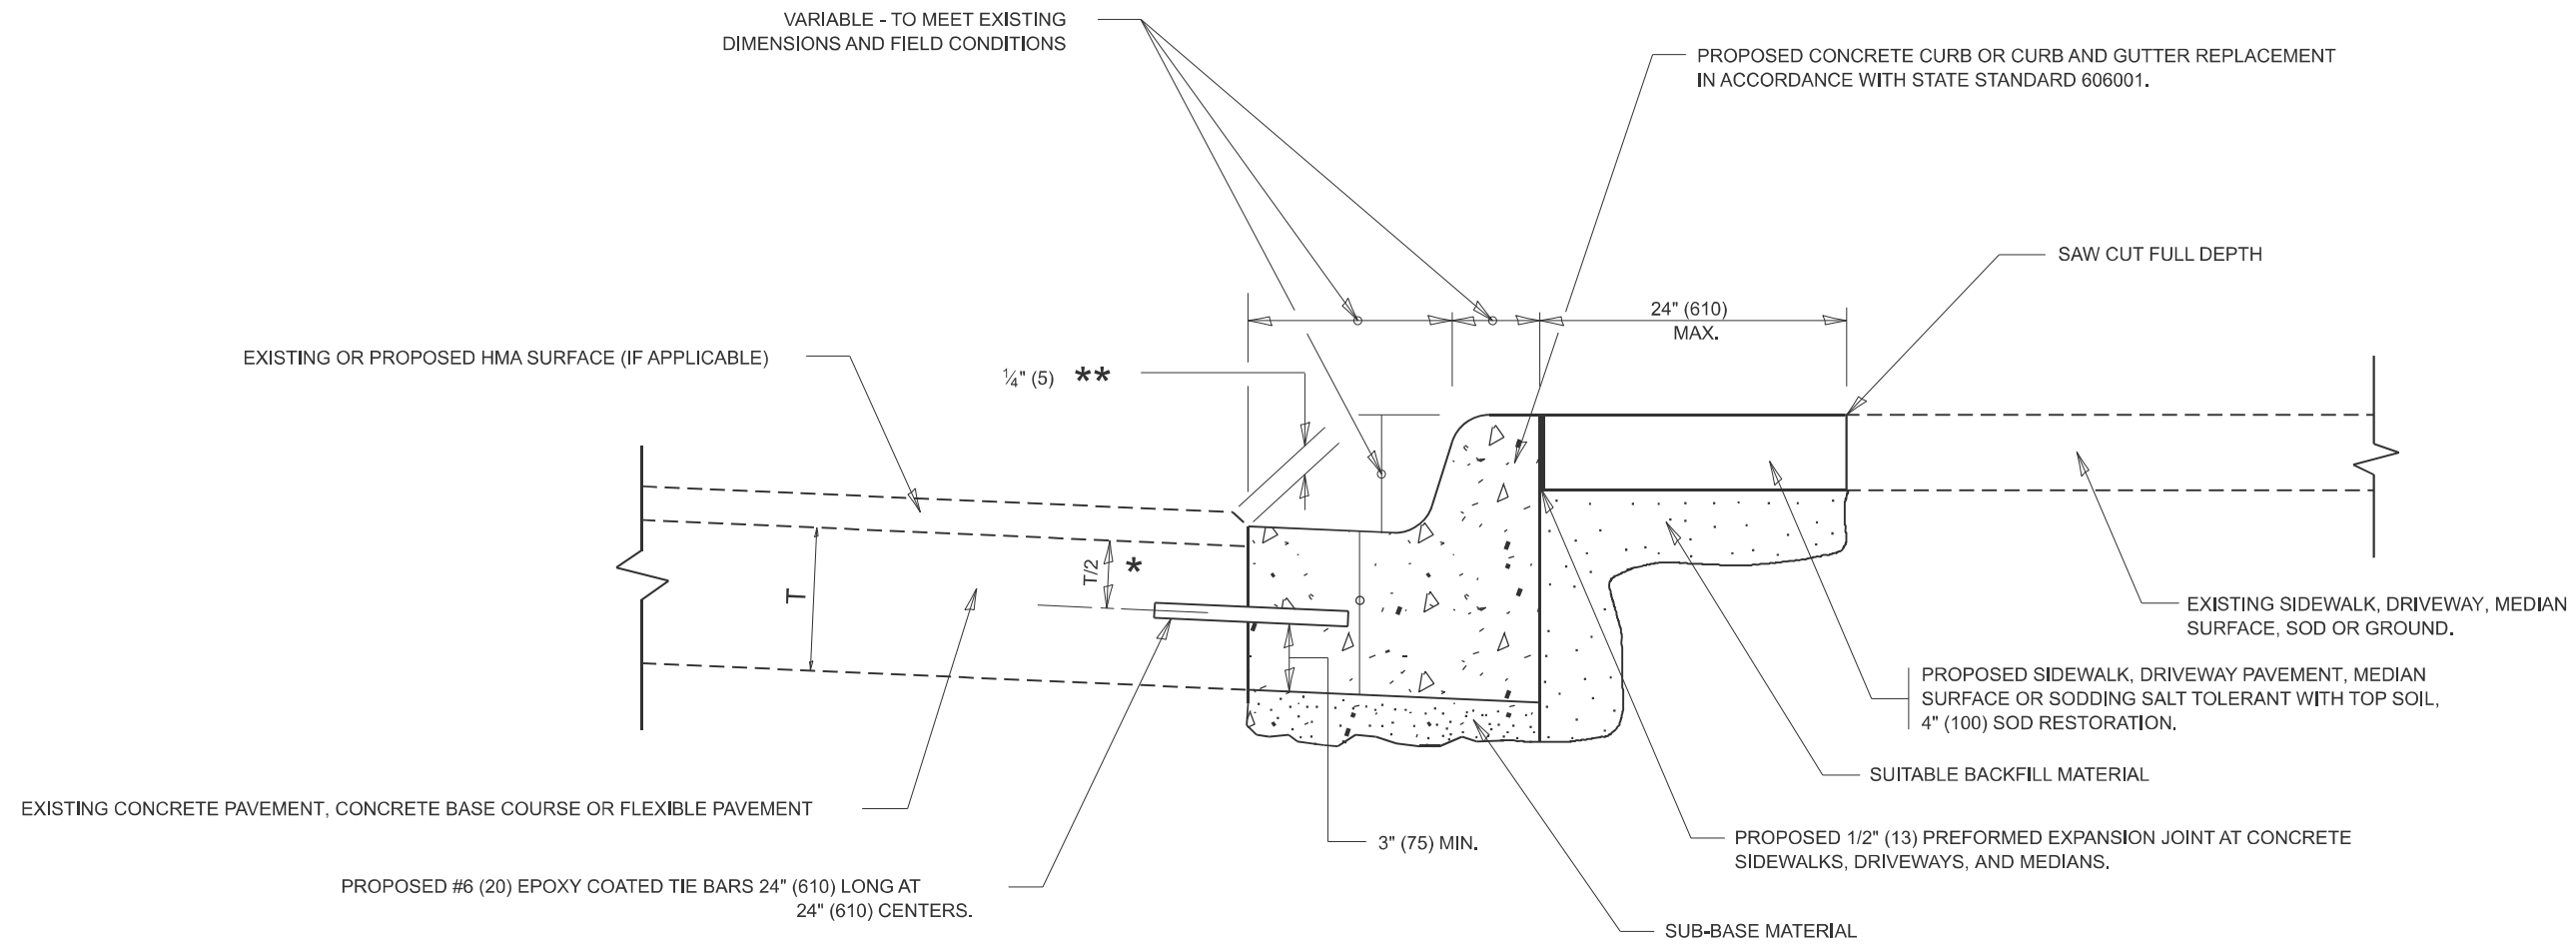 VARIABLE - TO MEET EXISTING
DIMENSIONS AND FIELD CONDITIONS
PROPOSED CONCRETE CURB OR CURB AND GUTTER REPLACEMENT
IN ACCORDANCE WITH STATE STANDARD 606001.
SAW CUT FULL DEPTH
24" (610)
MAX.
EXISTING OR PROPOSED HMA SURFACE (IF APPLICABLE)
¼" (5) **
T/2 *
T
EXISTING SIDEWALK, DRIVEWAY, MEDIAN
SURFACE, SOD OR GROUND.
PROPOSED SIDEWALK, DRIVEWAY PAVEMENT, MEDIAN
SURFACE OR SODDING SALT TOLERANT WITH TOP SOIL,
4" (100) SOD RESTORATION.
SUITABLE BACKFILL MATERIAL
EXISTING CONCRETE PAVEMENT, CONCRETE BASE COURSE OR FLEXIBLE PAVEMENT
3" (75) MIN.
PROPOSED 1/2" (13) PREFORMED EXPANSION JOINT AT CONCRETE
SIDEWALKS, DRIVEWAYS, AND MEDIANS.
PROPOSED #6 (20) EPOXY COATED TIE BARS 24" (610) LONG AT
24" (610) CENTERS.
SUB-BASE MATERIAL